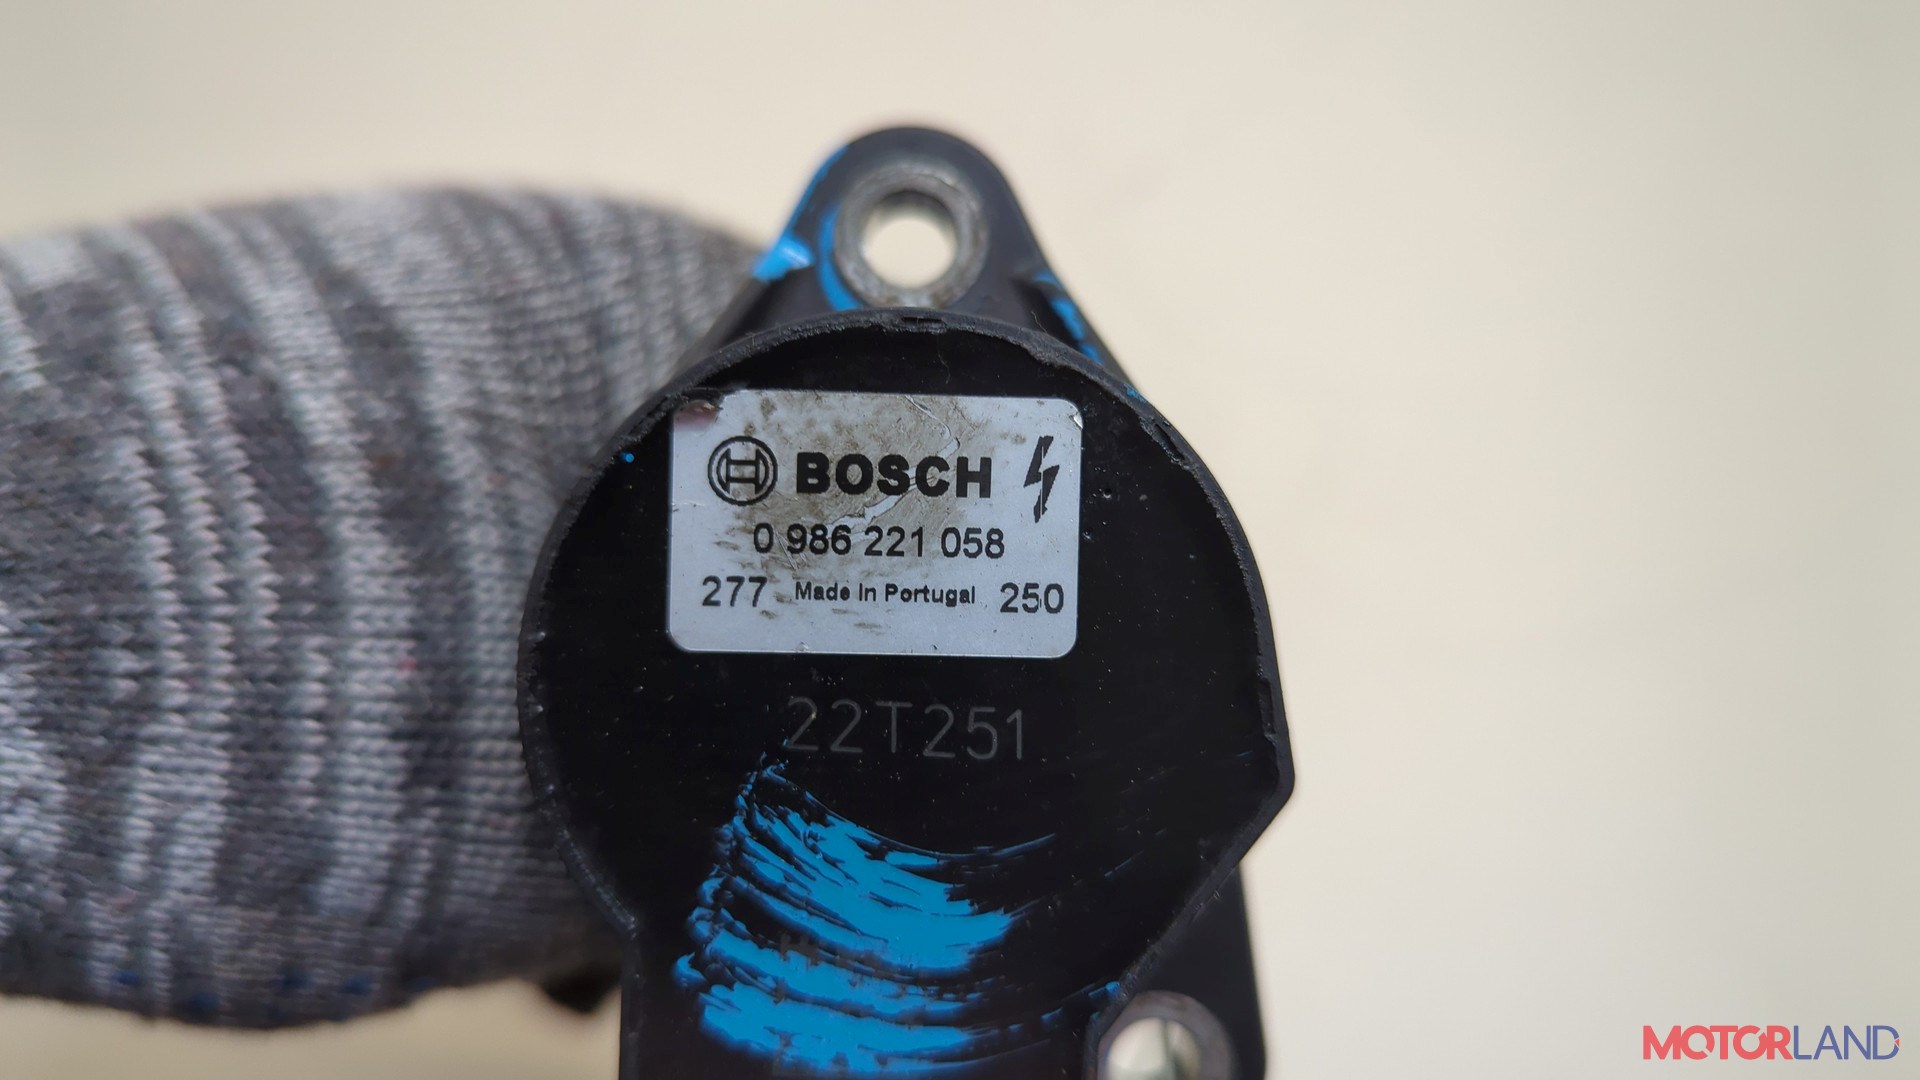 BOSCH
0 986 221 058
277 Made in Portugal 250
22T251
MOTORLAND